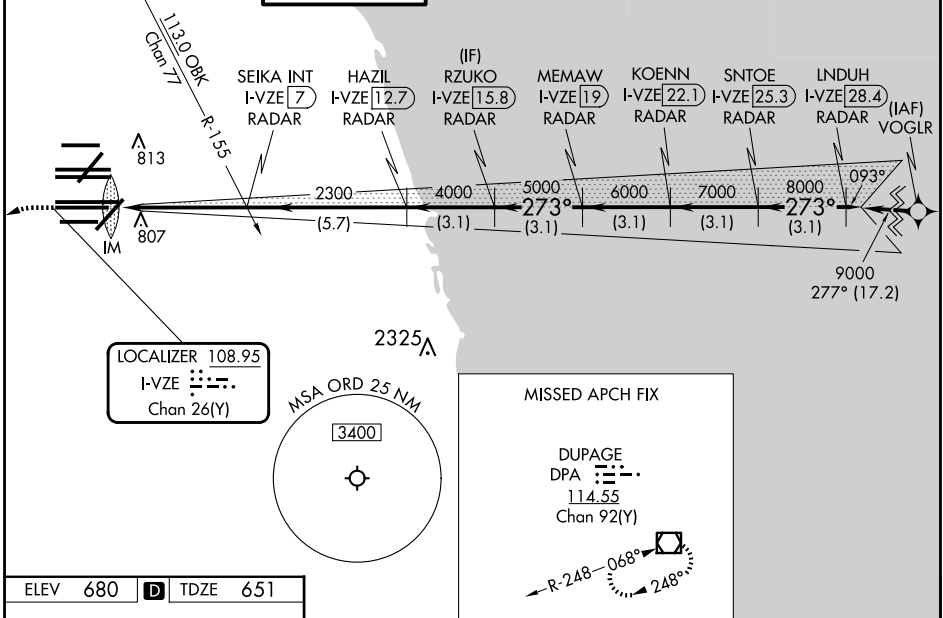 113.0 OBK
Chan 77
R-155
SEIKA INT
I-VZE 7
RADAR
HAZIL
I-VZE 12.7
RADAR
(IF)
RZUKO
I-VZE 15.8
RADAR
MEMAW
I-VZE 19
RADAR
KOENN
I-VZE 22.1
RADAR
SNTOE
I-VZE 25.3
RADAR
LNDUH
I-VZE 28.4
RADAR
(IAF)
VOGLR
813
807
IM
2300
4000
5000
6000
7000
8000
093°
273°
273°
(5.7)
(3.1)
(3.1)
(3.1)
(3.1)
(3.1)
9000
277° (17.2)
LOCALIZER 108.95
I-VZE
Chan 26(Y)
2325
MSA ORD 25 NM
3400
MISSED APCH FIX
DUPAGE
DPA
114.55
Chan 92(Y)
R-248
068°
248°
ELEV 680 D TDZE 651